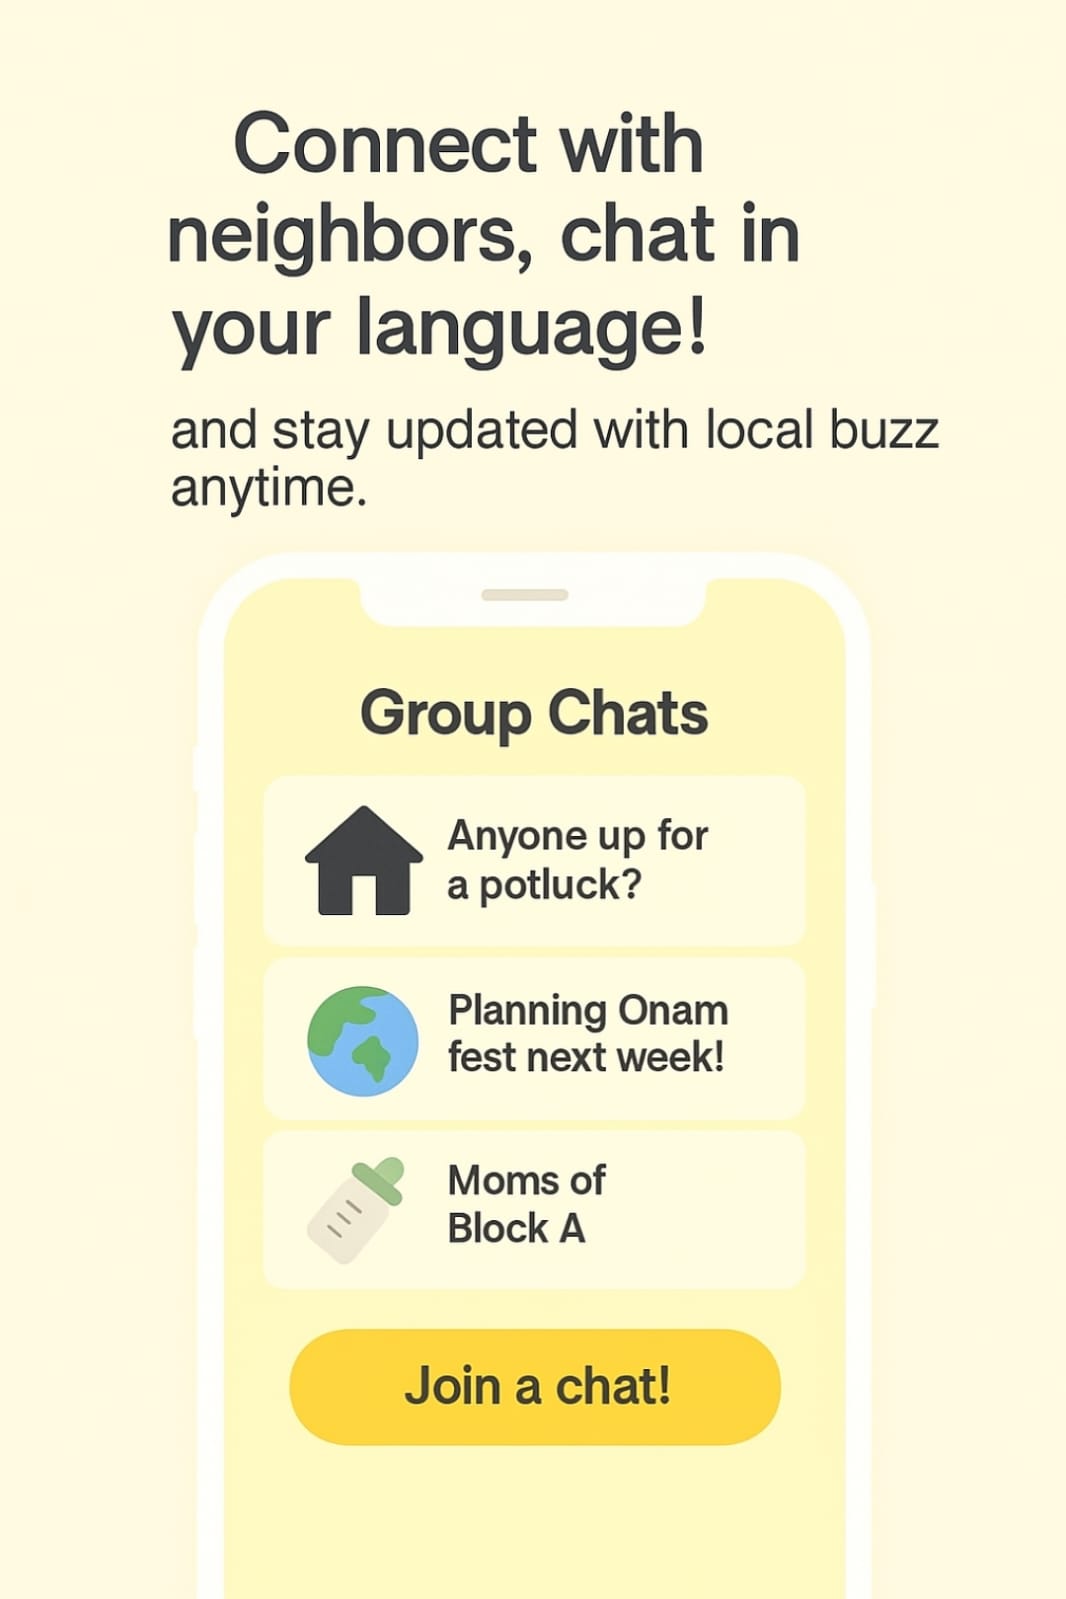 Connect with
neighbors, chat in
your language!
and stay updated with local buzz
anytime.
Group Chats
Anyone up for
a potluck?
Planning Onam
fest next week!
Moms of
Block A
Join a chat!